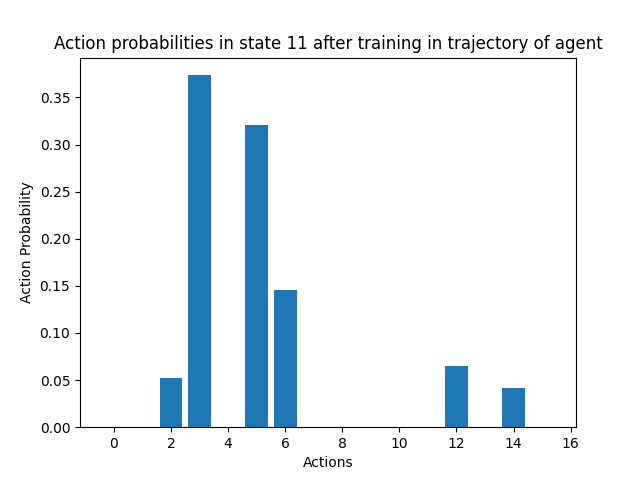 Action probabilities in state 11 after training in trajectory of agent
Action Probability
0.35
0.30
0.25
0.20
0.15
0.10
0.05
0.00
0 2 4 6 8 10 12 14 16
Actions